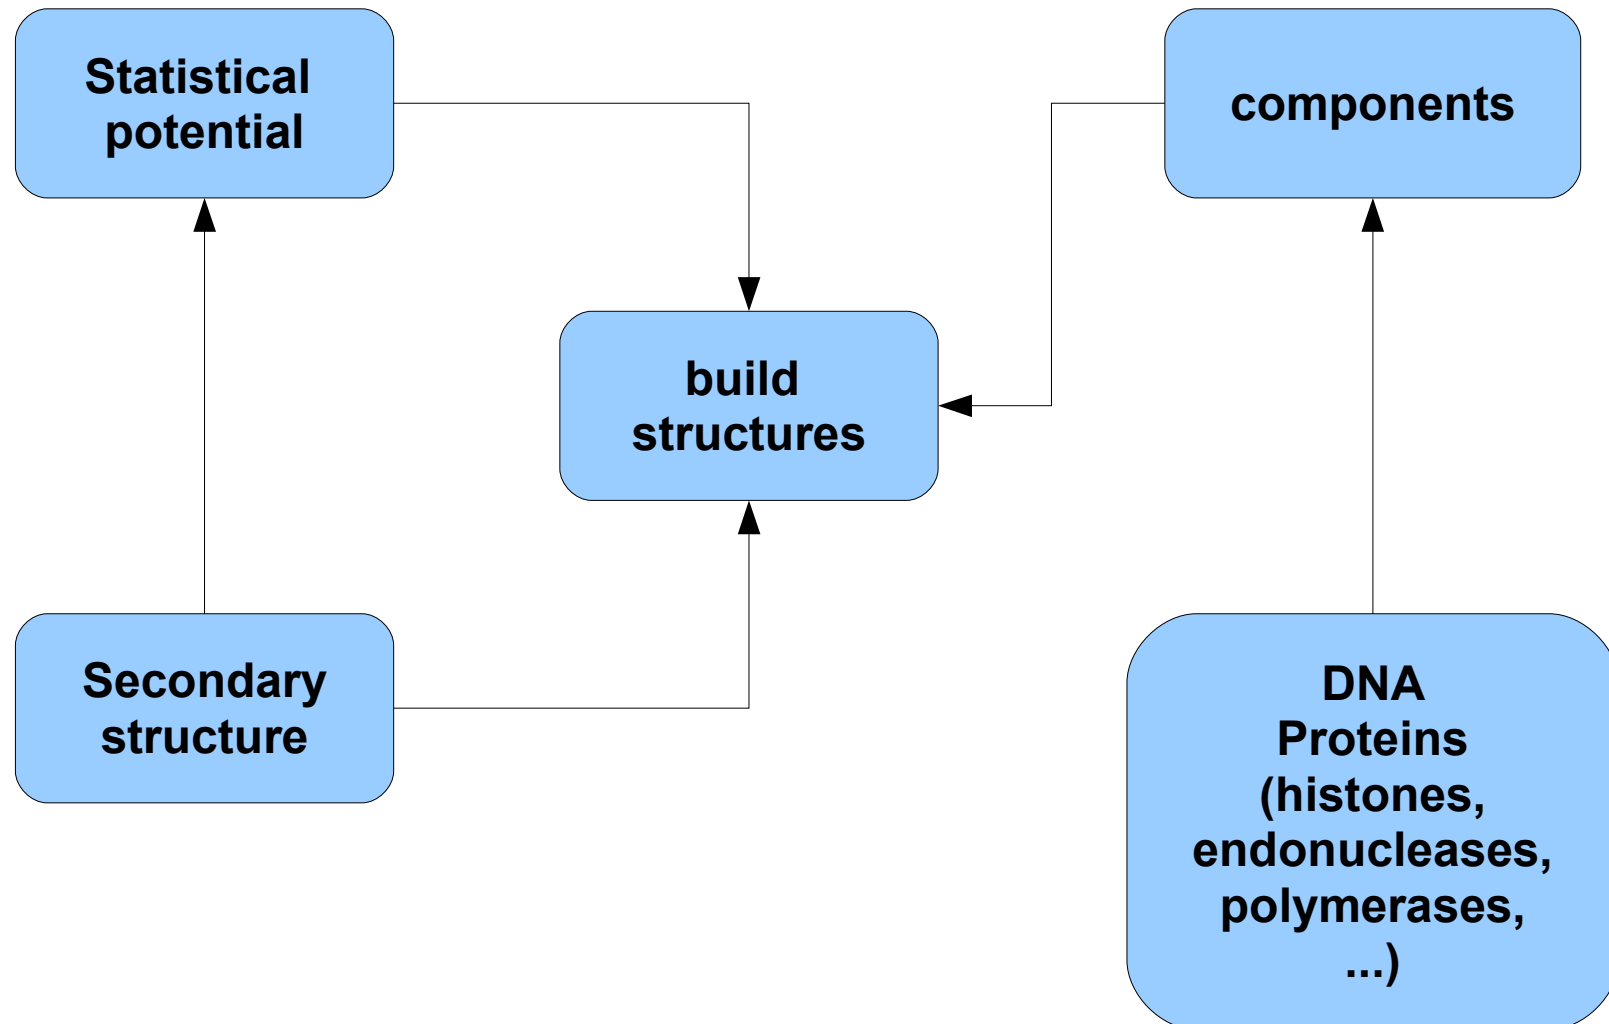 Statistical
potential
components
build
structures
Secondary
structure
DNA
Proteins
(histones,
endonucleases,
polymerases,
...)